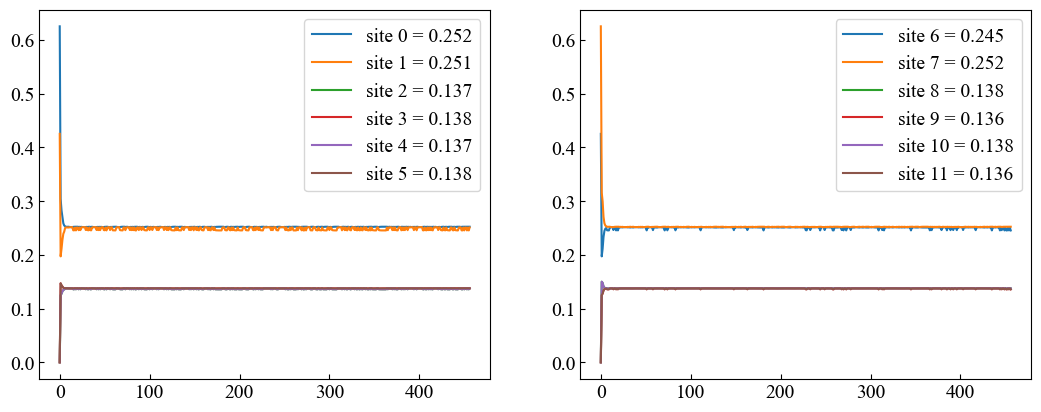 0.6
0.5
0.4
0.3
0.2
0.1
0.0
0 100 200 300 400
site 0 = 0.252
site 1 = 0.251
site 2 = 0.137
site 3 = 0.138
site 4 = 0.137
site 5 = 0.138
0.6
0.5
0.4
0.3
0.2
0.1
0.0
0 100 200 300 400
site 6 = 0.245
site 7 = 0.252
site 8 = 0.138
site 9 = 0.136
site 10 = 0.138
site 11 = 0.136